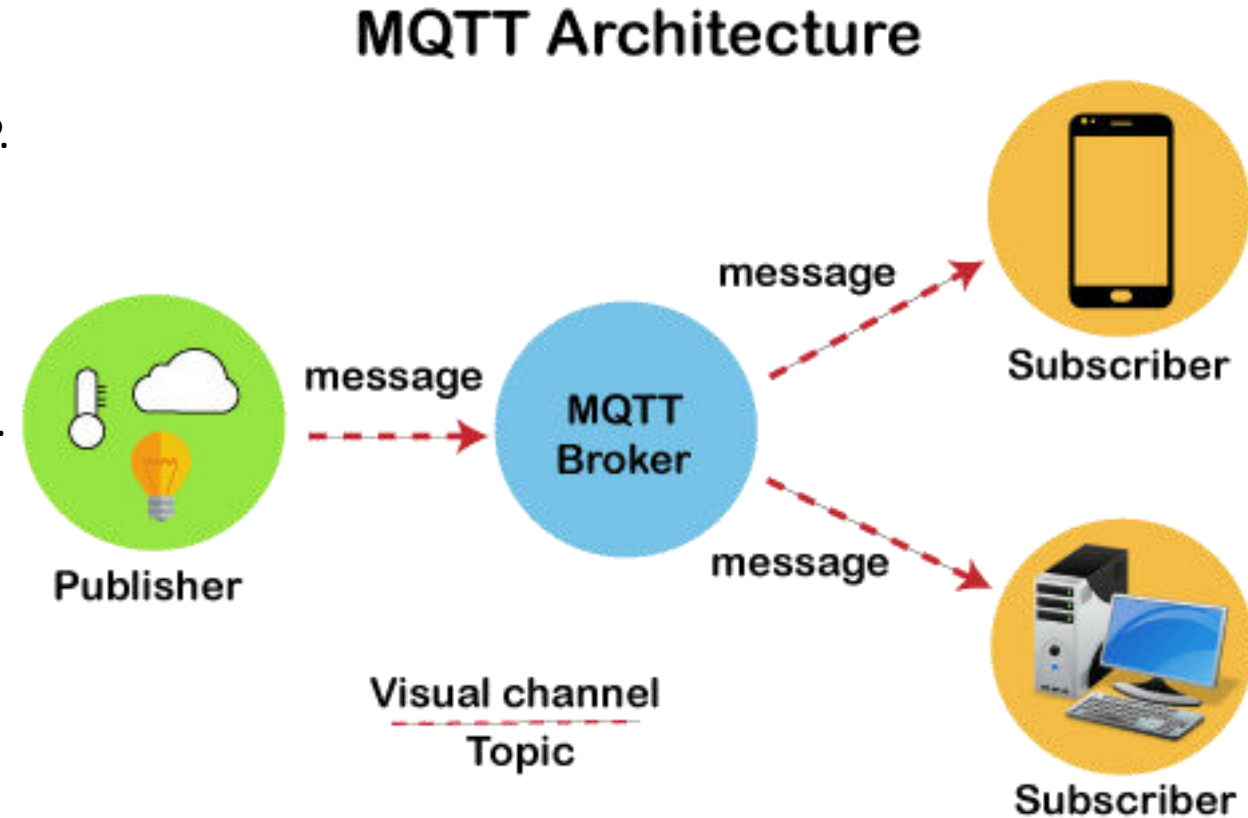 MQTT Architecture
message
Subscriber
message
MQTT
Broker
Publisher
message
Visual channel
Topic
Subscriber